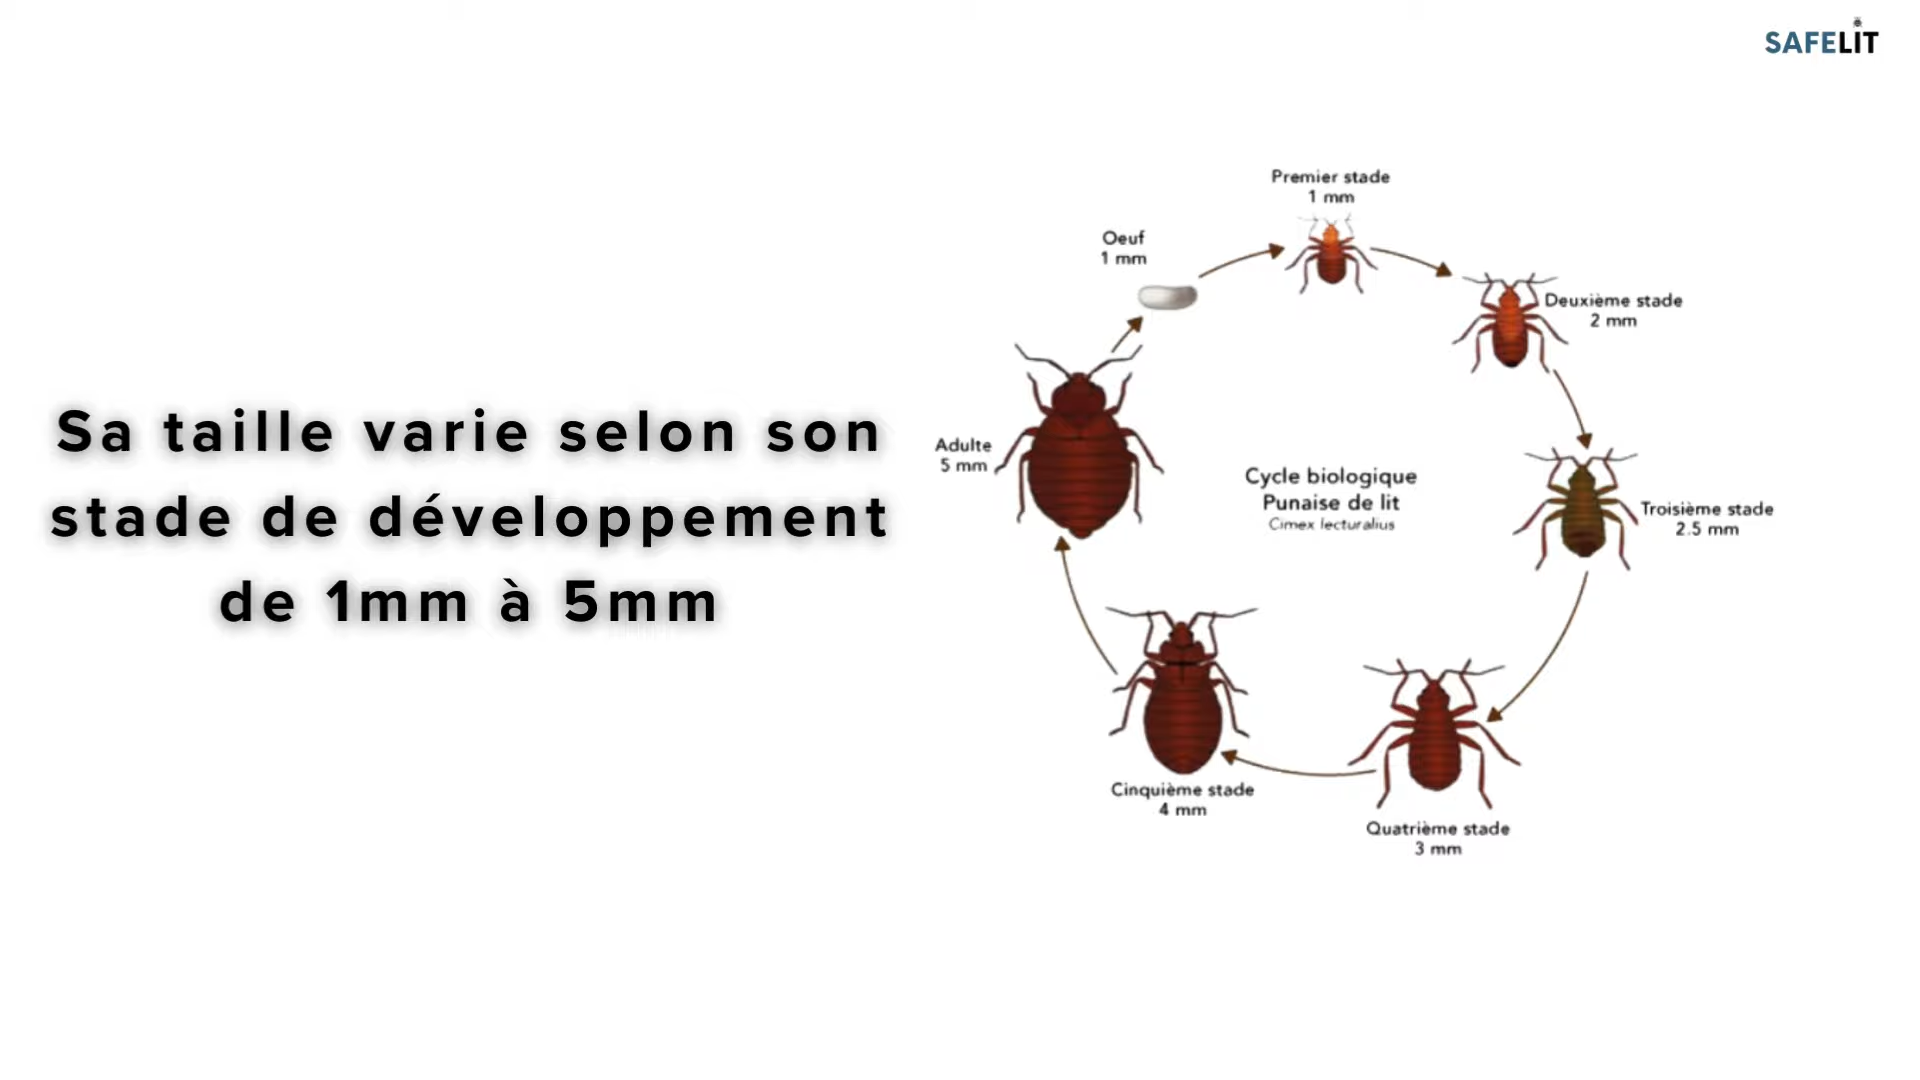 SAFELIT
Sa taille varie selon son
stade de développement
de 1mm à 5mm
Premier stade
1 mm
Oeuf
1 mm
Deuxième stade
2 mm
Adulte
5 mm
Cycle biologique
Punaise de lit
Cimex lecturalius
Troisième stade
2.5 mm
Cinquième stade
4 mm
Quatrième stade
3 mm